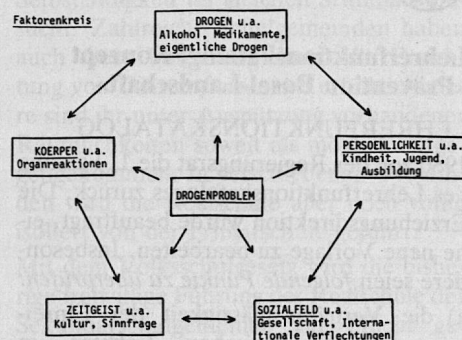 Faktorenkreis
DROGEN u.a.
Alkohol, Medikamente,
eigentliche Drogen
KOERPER u.a.
Organreaktionen
PERSOENLICHKEIT u.a.
Kindheit, Jugend,
Ausbildung
DROGENPROBLEM
ZEITGEIST u.a.
Kultur, Sinnfrage
SOZIALFELD u.a.
Gesellschaft, Interna-
tionale Verflechtungen